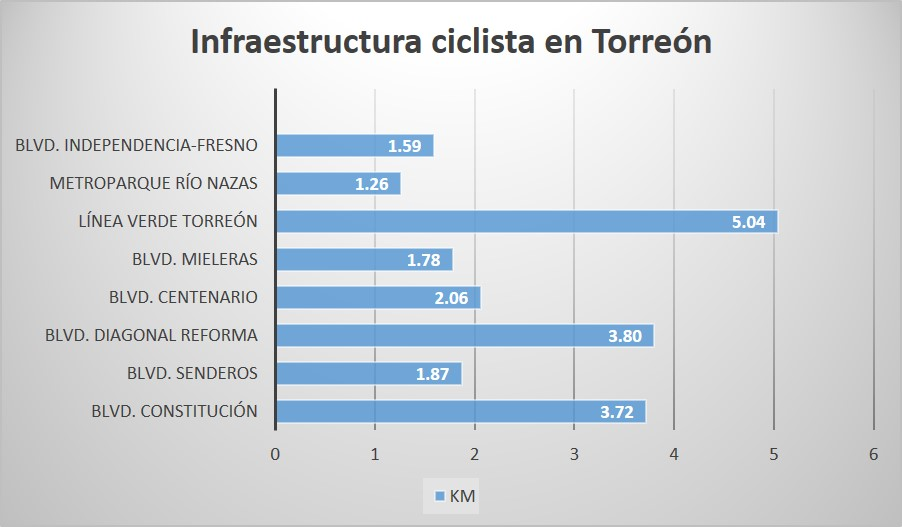 Infraestructura ciclista en Torreón
BLVD. INDEPENDENCIA-FRESNO 1.59
METROPARQUE RÍO NAZAS 1.26
LÍNEA VERDE TORREÓN 5.04
BLVD. MIELERAS 1.78
BLVD. CENTENARIO 2.06
BLVD. DIAGONAL REFORMA 3.80
BLVD. SENDEROS 1.87
BLVD. CONSTITUCIÓN 3.72
0 1 2 3 4 5 6
KM